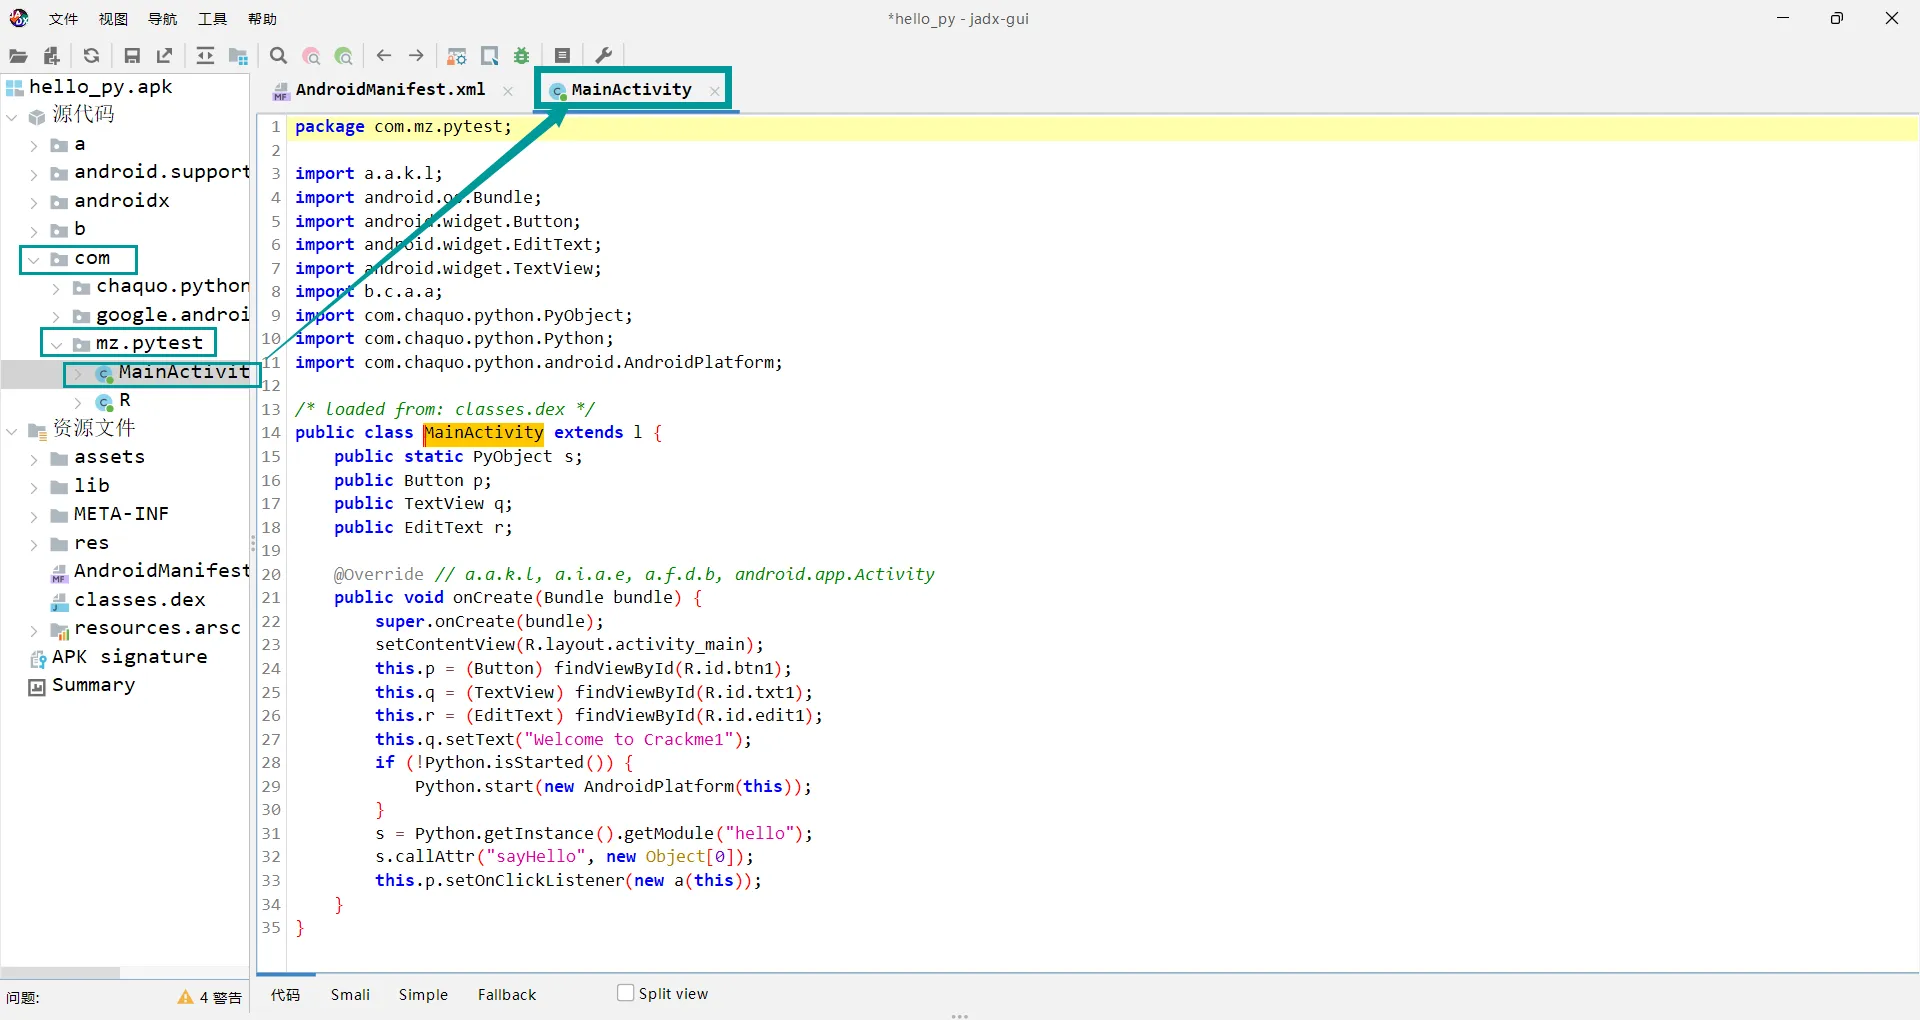 文件 视图 导航 工具 帮助
*hello_py - jadx-gui
hello_py.apk
源代码
a
android.support
androidx
b
com
chaquo.python
google.androi
mz.pytest
MainActivit
R
资源文件
assets
lib
META-INF
res
AndroidManifest
classes.dex
resources.arsc
APK signature
Summary
问题:
4 警告
AndroidManifest.xml
MainActivity
1 package com.mz.pytest;
2
3 import a.a.k.l;
4 import android.os.Bundle;
5 import android.widget.Button;
6 import android.widget.EditText;
7 import android.widget.TextView;
8 import b.c.a.a;
9 import com.chaquo.python.PyObject;
10 import com.chaquo.python.Python;
11 import com.chaquo.python.android.AndroidPlatform;
12
13 /* loaded from: classes.dex */
14 public class MainActivity extends l {
15     public static PyObject s;
16     public Button p;
17     public TextView q;
18     public EditText r;
19
20     @Override // a.a.k.l, a.i.a.e, a.f.d.b, android.app.Activity
21     public void onCreate(Bundle bundle) {
22         super.onCreate(bundle);
23         setContentView(R.layout.activity_main);
24         this.p = (Button) findViewById(R.id.btn1);
25         this.q = (TextView) findViewById(R.id.txt1);
26         this.r = (EditText) findViewById(R.id.edit1);
27         this.q.setText("Welcome to Crackme1");
28         if (!Python.isStarted()) {
29             Python.start(new AndroidPlatform(this));
30         }
31         s = Python.getInstance().getModule("hello");
32         s.callAttr("sayHello", new Object[0]);
33         this.p.setOnClickListener(new a(this));
34     }
35 }
代码 Smali Simple Fallback Split view